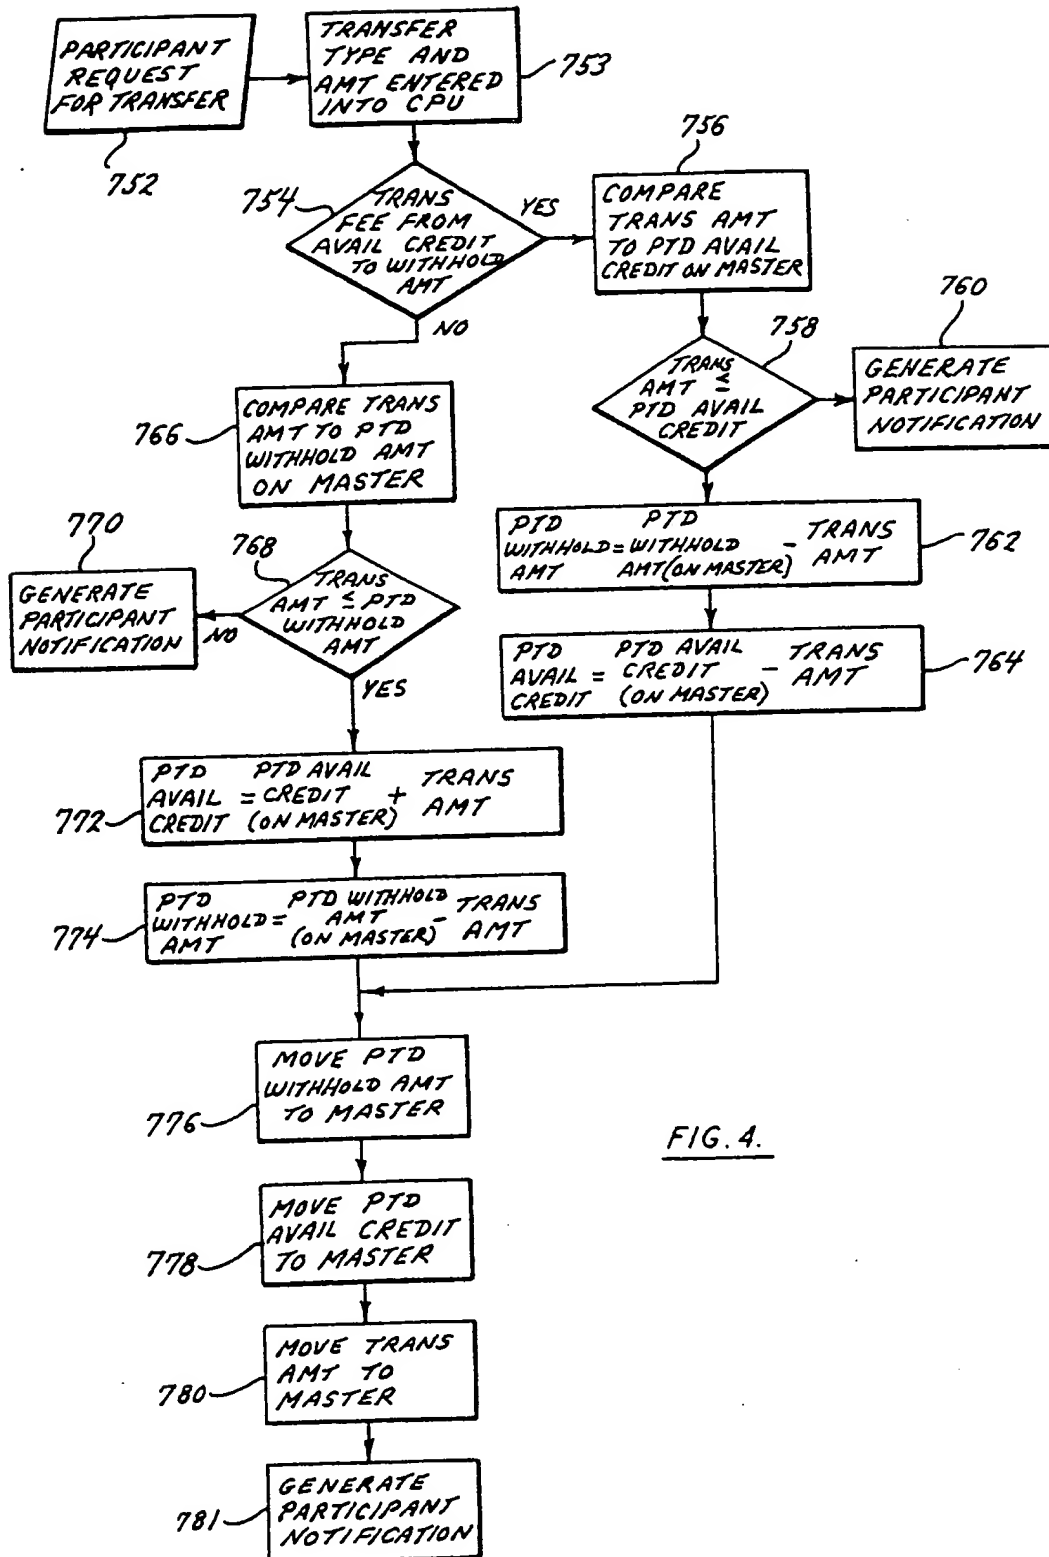 PARTICIPANT
REQUEST
FOR TRANSFER
752
TRANSFER
TYPE AND
AMT ENTERED
INTO CPU
753
754
TRANS
FEE FROM
AVAIL CREDIT
TO WITHHOLD
AMT
YES
NO
756
COMPARE
TRANS AMT
TO PTD AVAIL
CREDIT ON MASTER
758
TRANS
AMT ≤
PTD AVAIL
CREDIT
760
GENERATE
PARTICIPANT
NOTIFICATION
PTD PTD
WITHHOLD = WITHHOLD - TRANS
AMT AMT (ON MASTER) AMT
762
PTD PTD AVAIL TRANS
AVAIL = CREDIT - AMT
CREDIT (ON MASTER)
764
766
COMPARE TRANS
AMT TO PTD
WITHHOLD AMT
ON MASTER
768
TRANS
AMT ≤ PTD
WITHHOLD
AMT
NO
YES
770
GENERATE
PARTICIPANT
NOTIFICATION
772
PTD PTD AVAIL TRANS
AVAIL = CREDIT + AMT
CREDIT (ON MASTER)
774
PTD PTD WITHHOLD TRANS
WITHHOLD = AMT - AMT
AMT (ON MASTER)
776
MOVE PTD
WITHHOLD AMT
TO MASTER
778
MOVE PTD
AVAIL CREDIT
TO MASTER
780
MOVE TRANS
AMT TO
MASTER
781
GENERATE
PARTICIPANT
NOTIFICATION
FIG. 4.